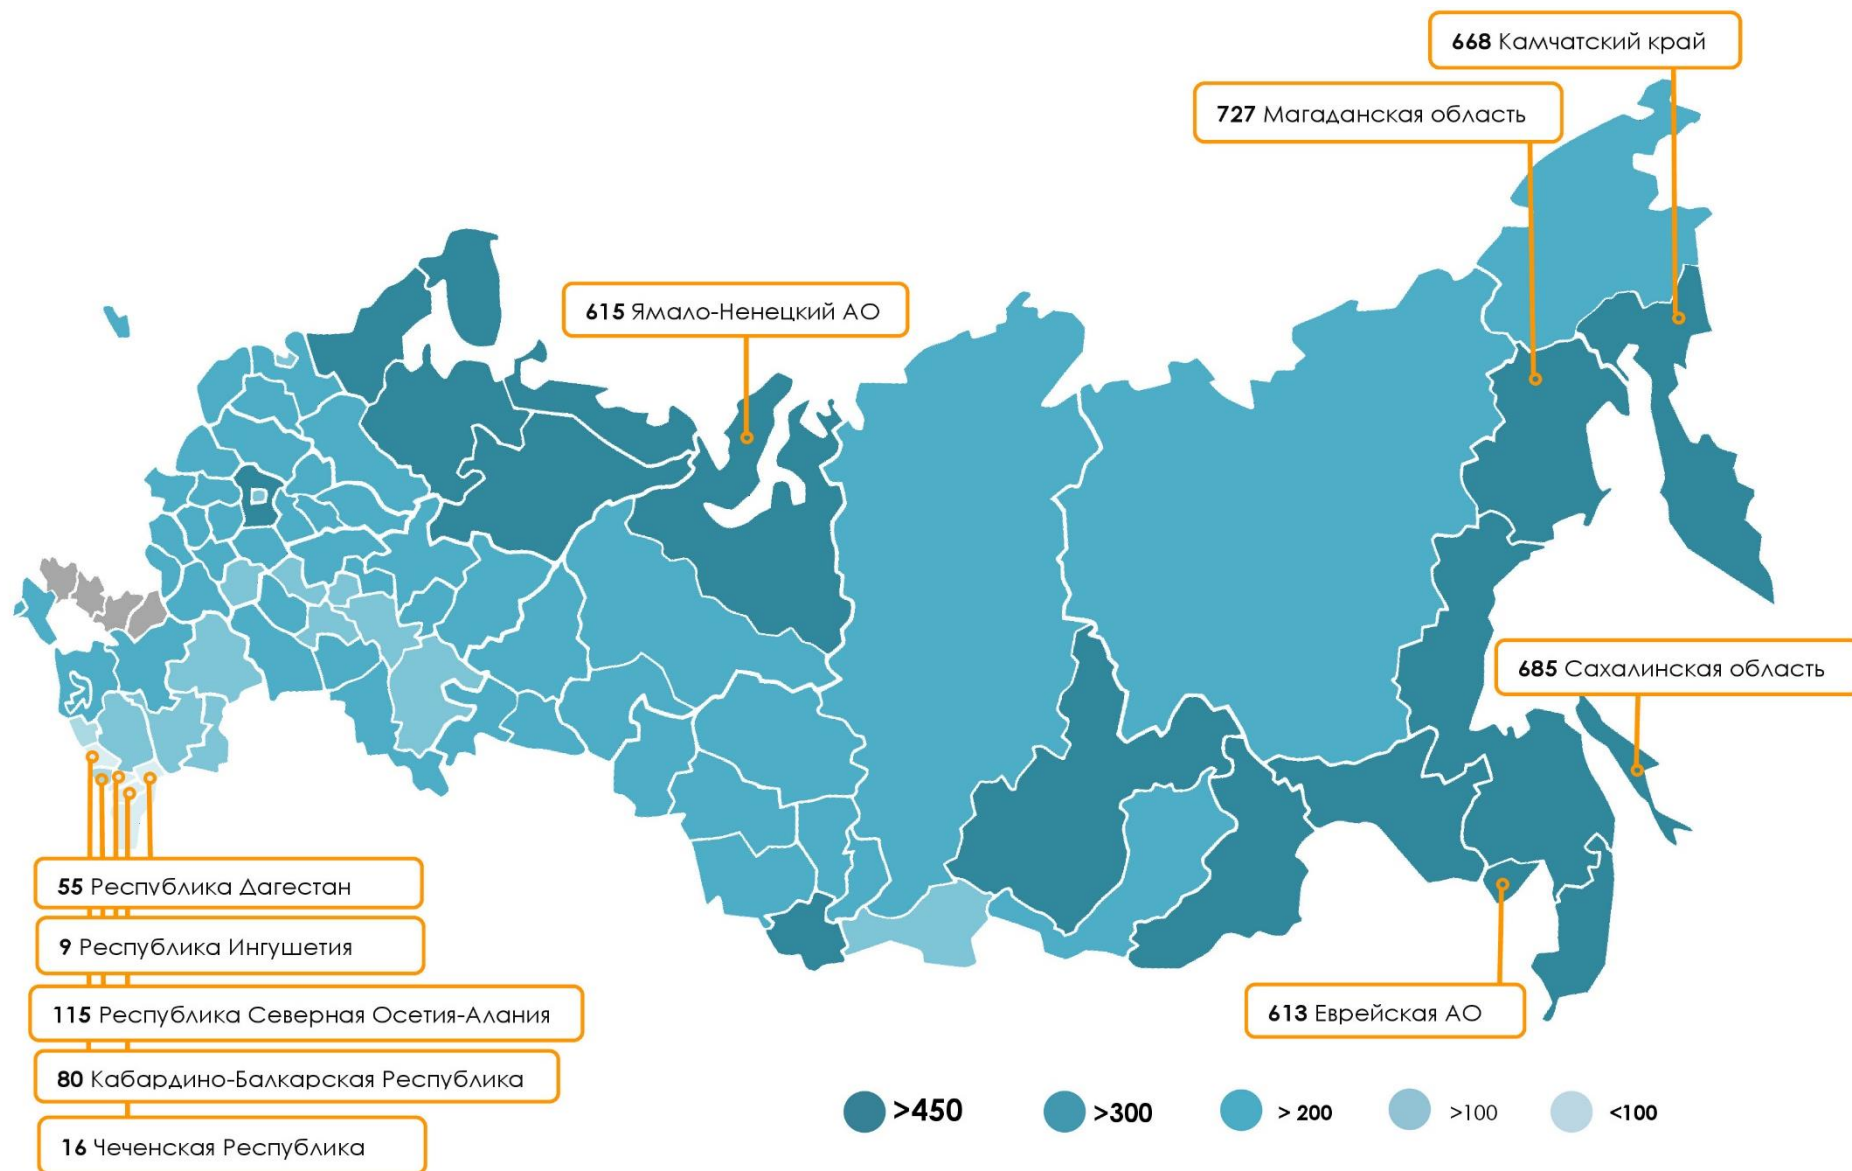 668 Камчатский край
727 Магаданская область
615 Ямало-Ненецкий АО
685 Сахалинская область
55 Республика Дагестан
9 Республика Ингушетия
115 Республика Северная Осетия-Алания
613 Еврейская АО
80 Кабардино-Балкарская Республика
16 Чеченская Республика
>450 >300 > 200 >100 <100